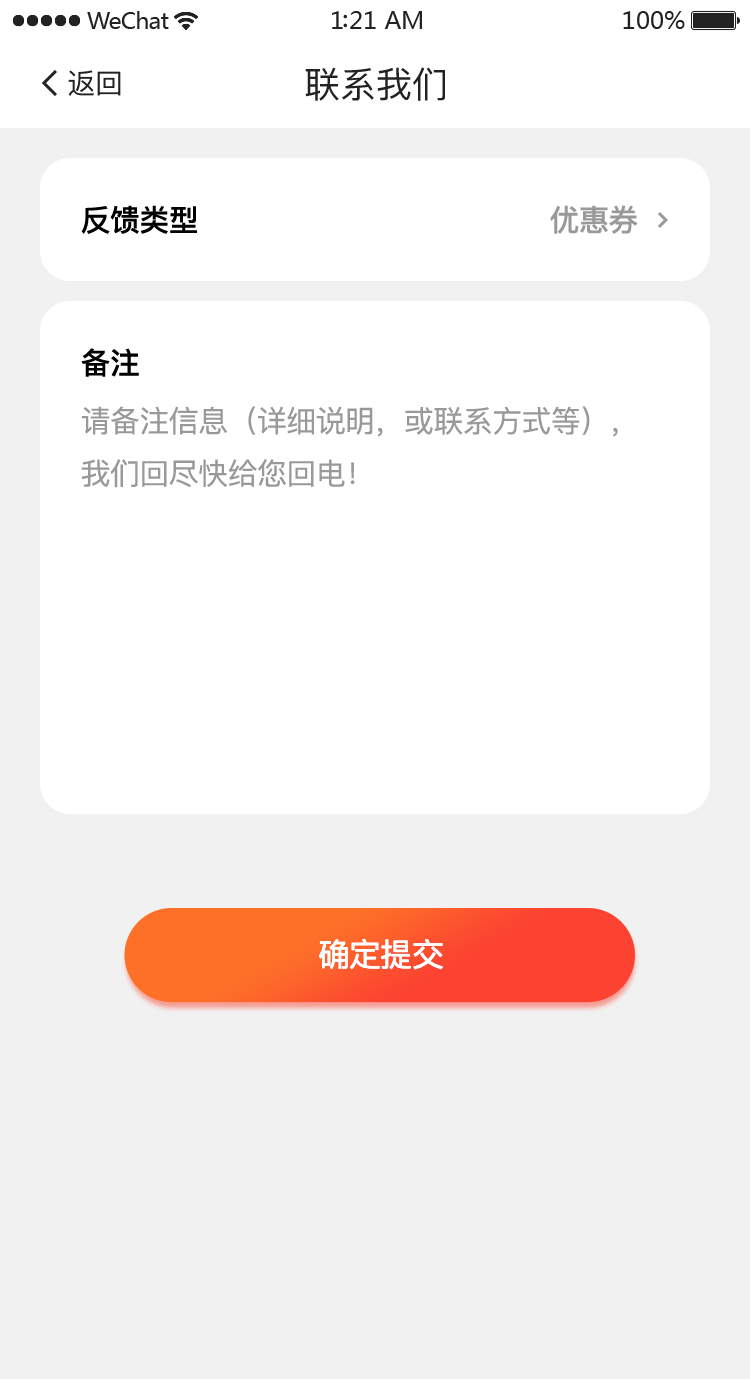 WeChat 1:21 AM 100%
返回 联系我们
反馈类型 优惠券
备注
请备注信息（详细说明，或联系方式等），
我们回尽快给您回电！
确定提交